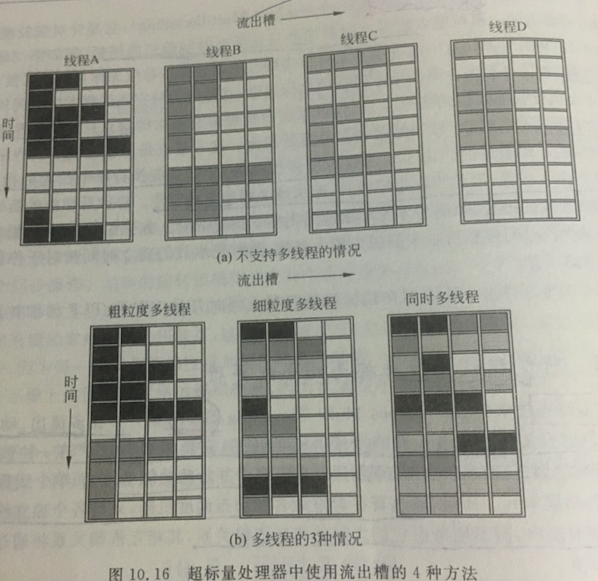 流出槽
线程A 线程B 线程C 线程D
时间
(a) 不支持多线程的情况
流出槽
粗粒度多线程 细粒度多线程 同时多线程
时间
(b) 多线程的3种情况
图 10.16 超标量处理器中使用流出槽的 4 种方法